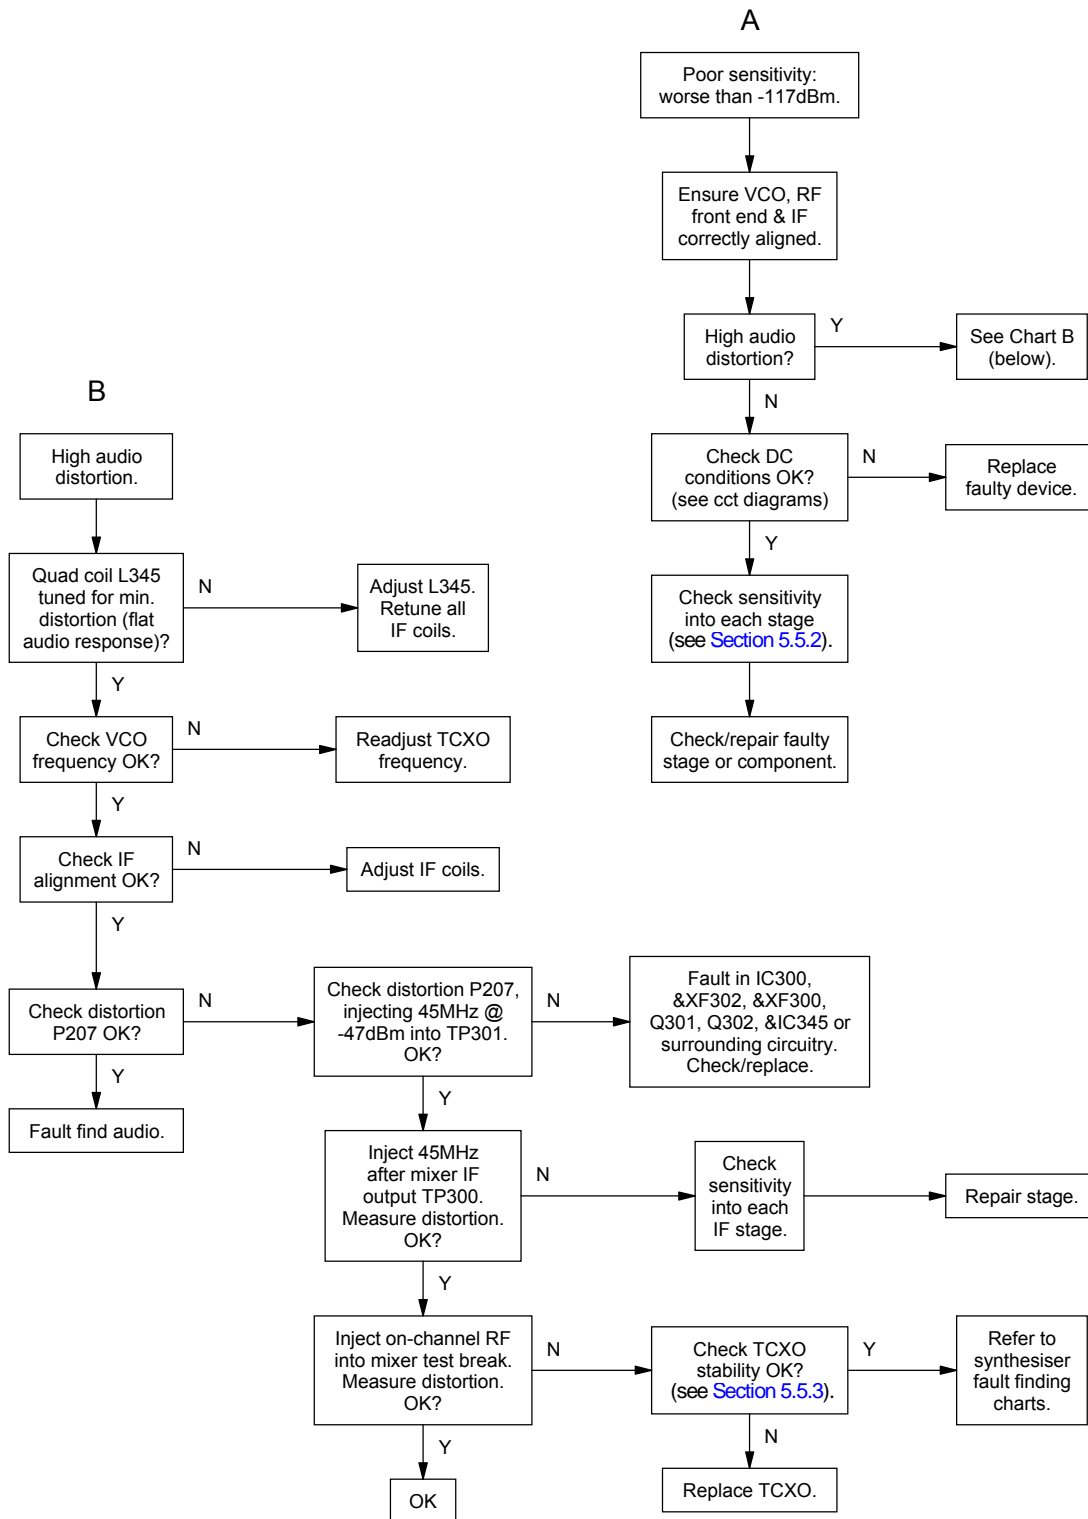 A
Poor sensitivity:
worse than -117dBm.
Ensure VCO, RF
front end & IF
correctly aligned.
High audio
distortion?
Y
See Chart B
(below).
N
Check DC
conditions OK?
(see cct diagrams)
N
Replace
faulty device.
Y
Check sensitivity
into each stage
(see Section 5.5.2).
Check/repair faulty
stage or component.
B
High audio
distortion.
Quad coil L345
tuned for min.
distortion (flat
audio response)?
N
Adjust L345.
Retune all
IF coils.
Y
Check VCO
frequency OK?
N
Readjust TCXO
frequency.
Y
Check IF
alignment OK?
N
Adjust IF coils.
Y
Check distortion
P207 OK?
N
Check distortion P207,
injecting 45MHz @
-47dBm into TP301.
OK?
N
Fault in IC300,
&XF302, &XF300,
Q301, Q302, &IC345 or
surrounding circuitry.
Check/replace.
Y
Fault find audio.
Y
Inject 45MHz
after mixer IF
output TP300.
Measure distortion.
OK?
N
Check
sensitivity
into each
IF stage.
Repair stage.
Y
Inject on-channel RF
into mixer test break.
Measure distortion.
OK?
N
Check TCXO
stability OK?
(see Section 5.5.3).
Y
Refer to
synthesiser
fault finding
charts.
Y
OK
N
Replace TCXO.